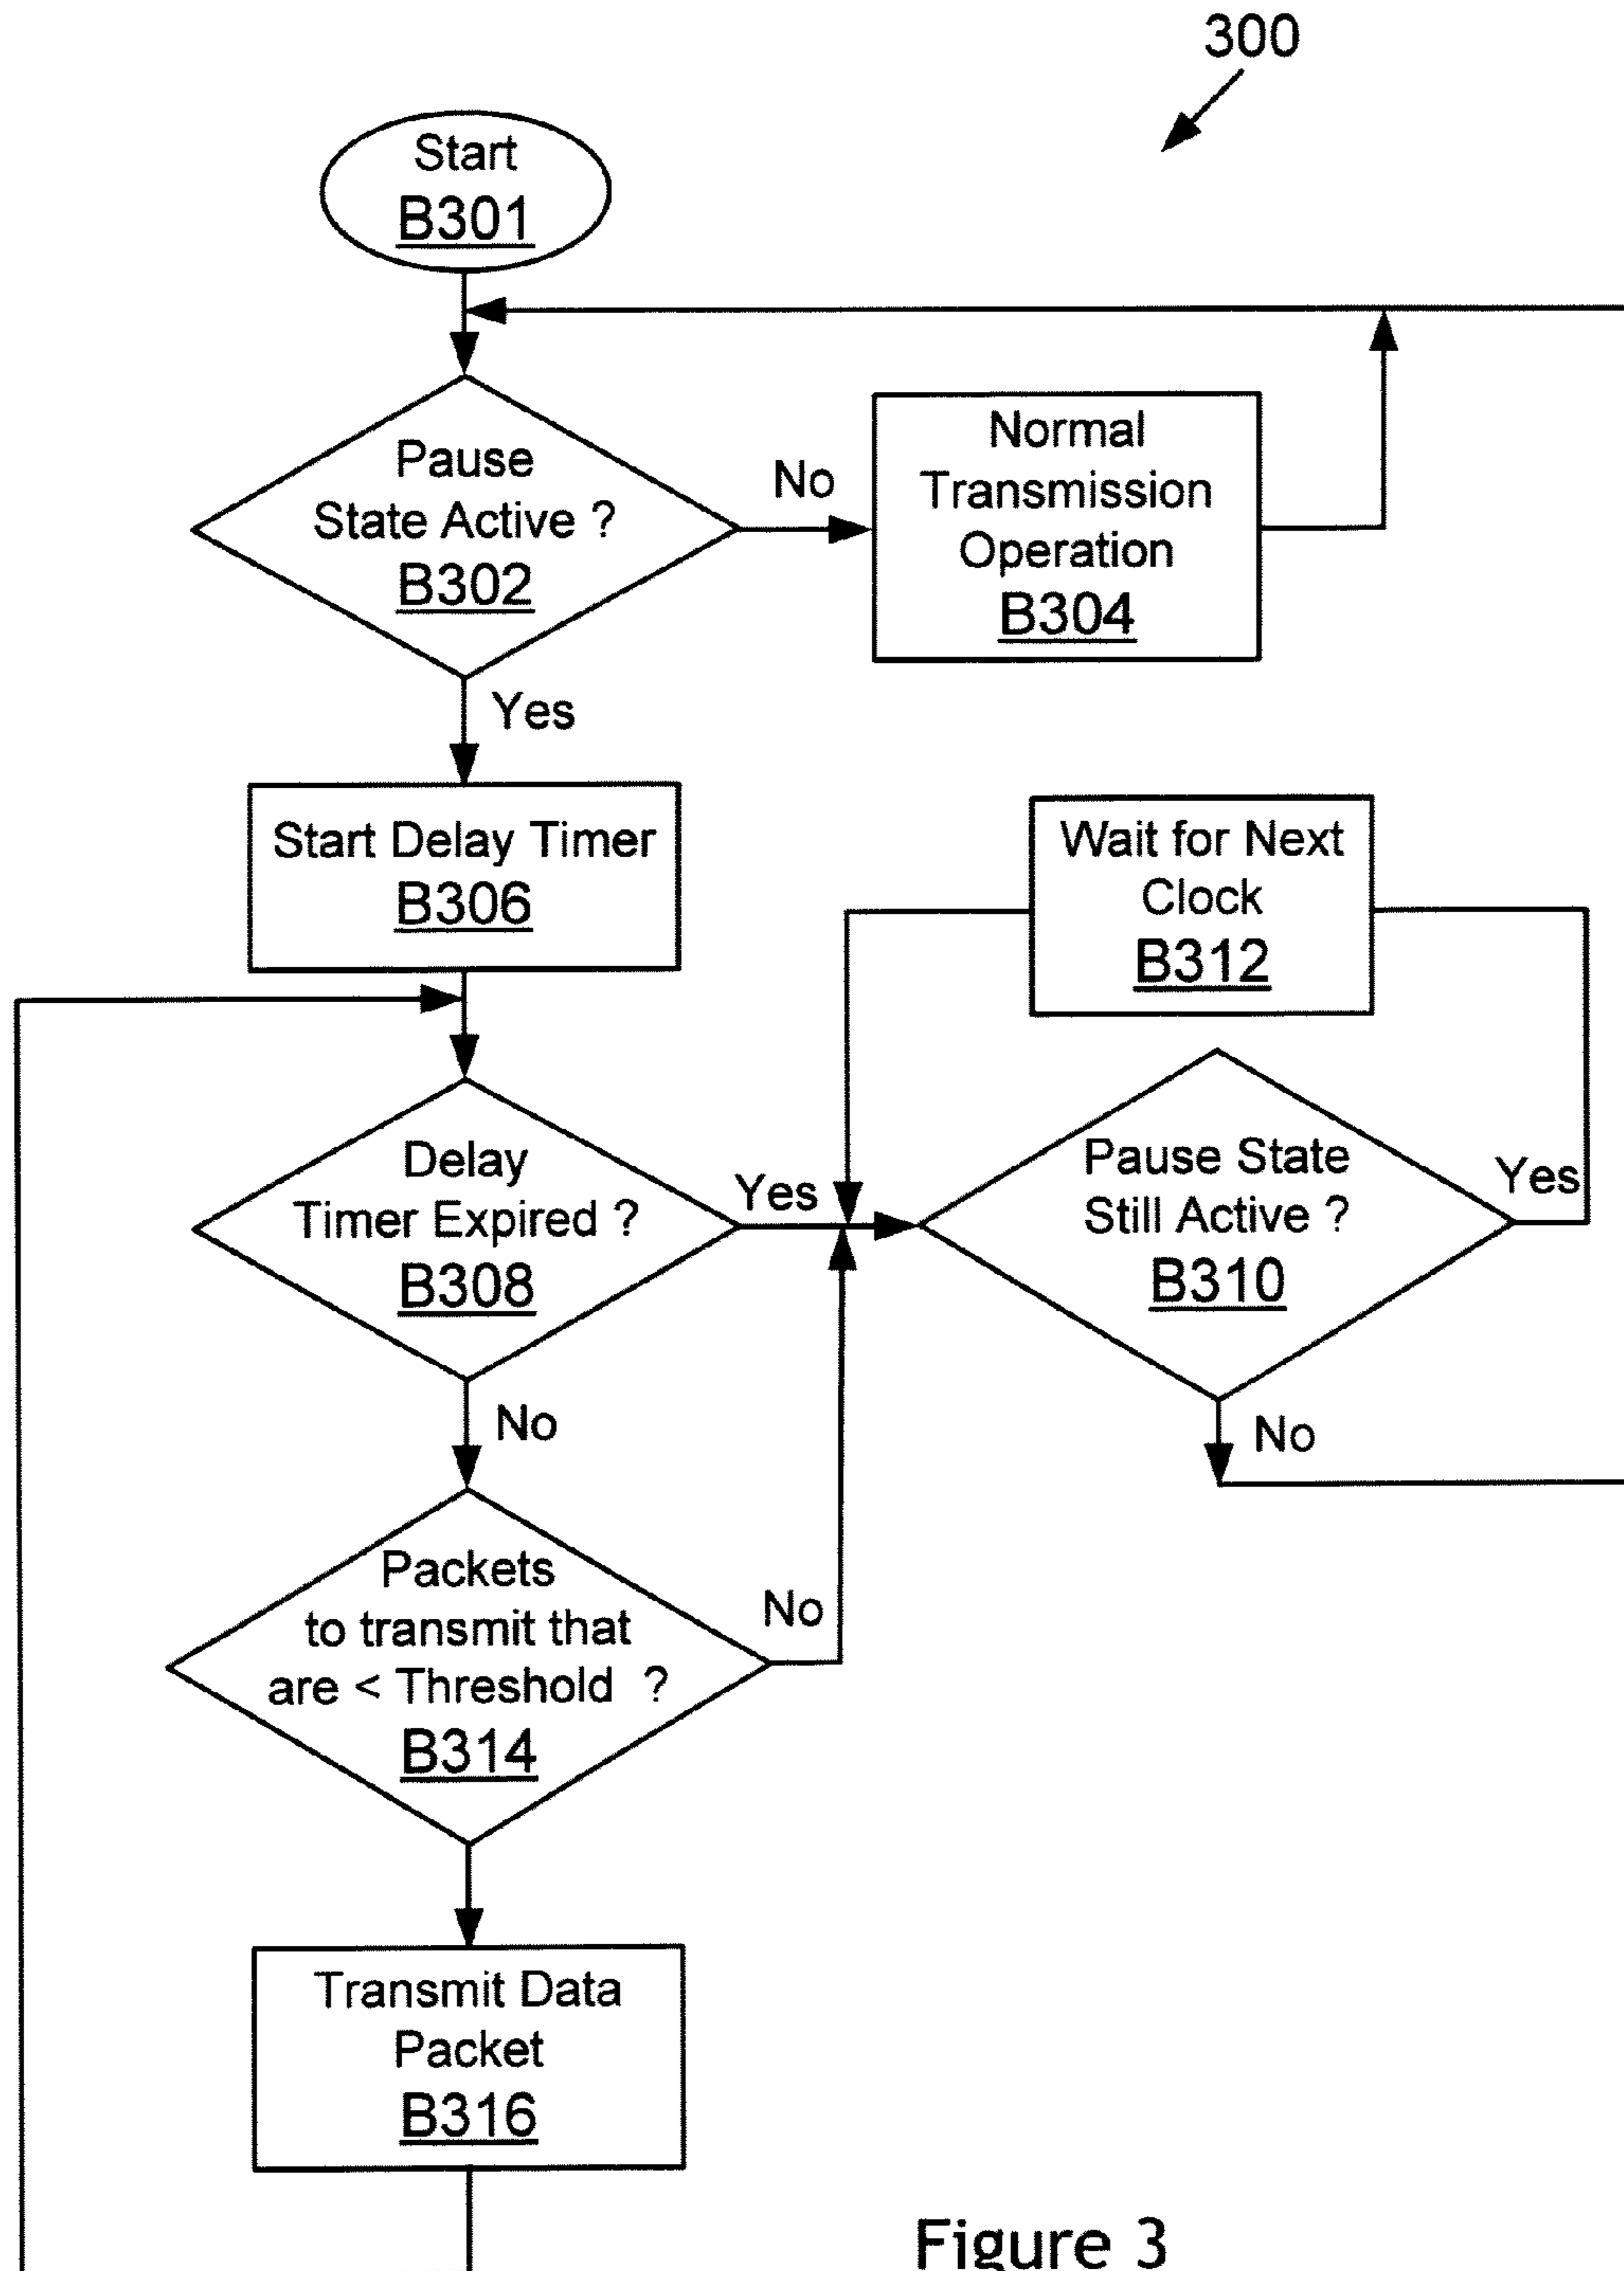 300
Start
B301
Pause
State Active ?
B302
No
Normal
Transmission
Operation
B304
Yes
Start Delay Timer
B306
Wait for Next
Clock
B312
Delay
Timer Expired ?
B308
Yes
Pause State
Still Active ?
B310
Yes
No
No
Packets
to transmit that
are < Threshold ?
B314
No
Transmit Data
Packet
B316
Figure 3